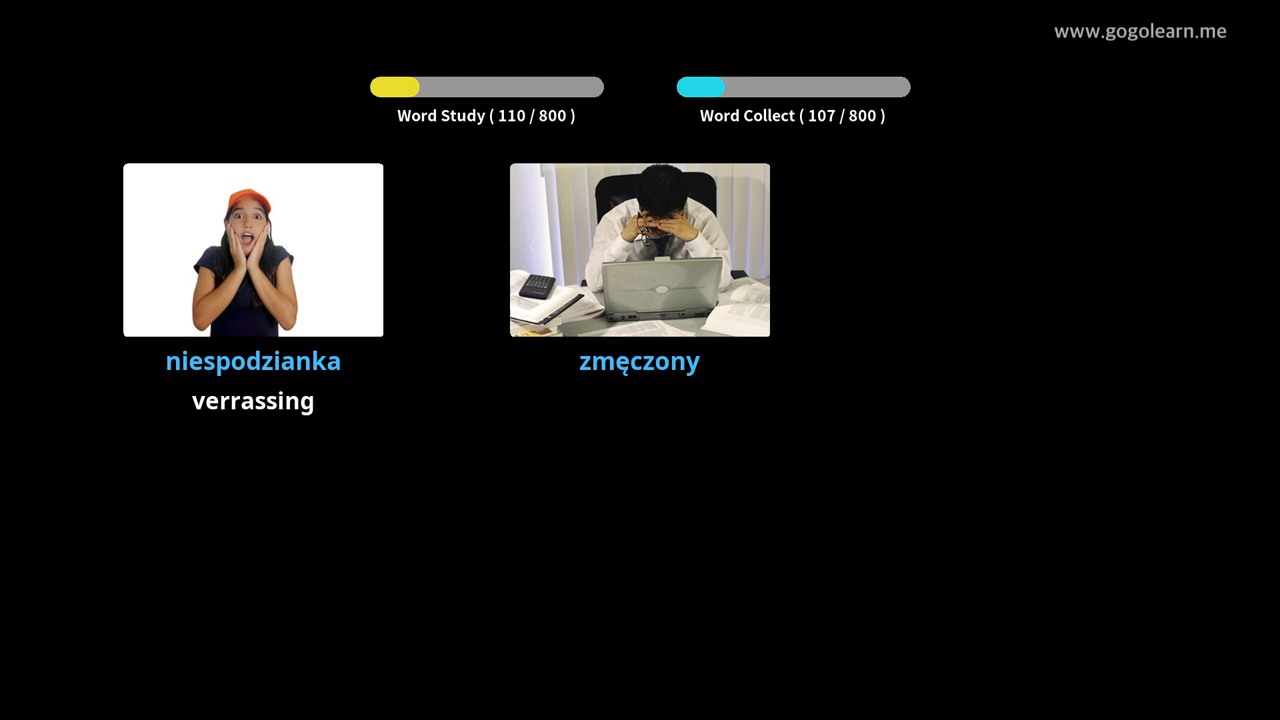 www.gogolearn.me
Word Study ( 110 / 800 )
Word Collect ( 107 / 800 )
niespodzianka
zmęczony
verrassing